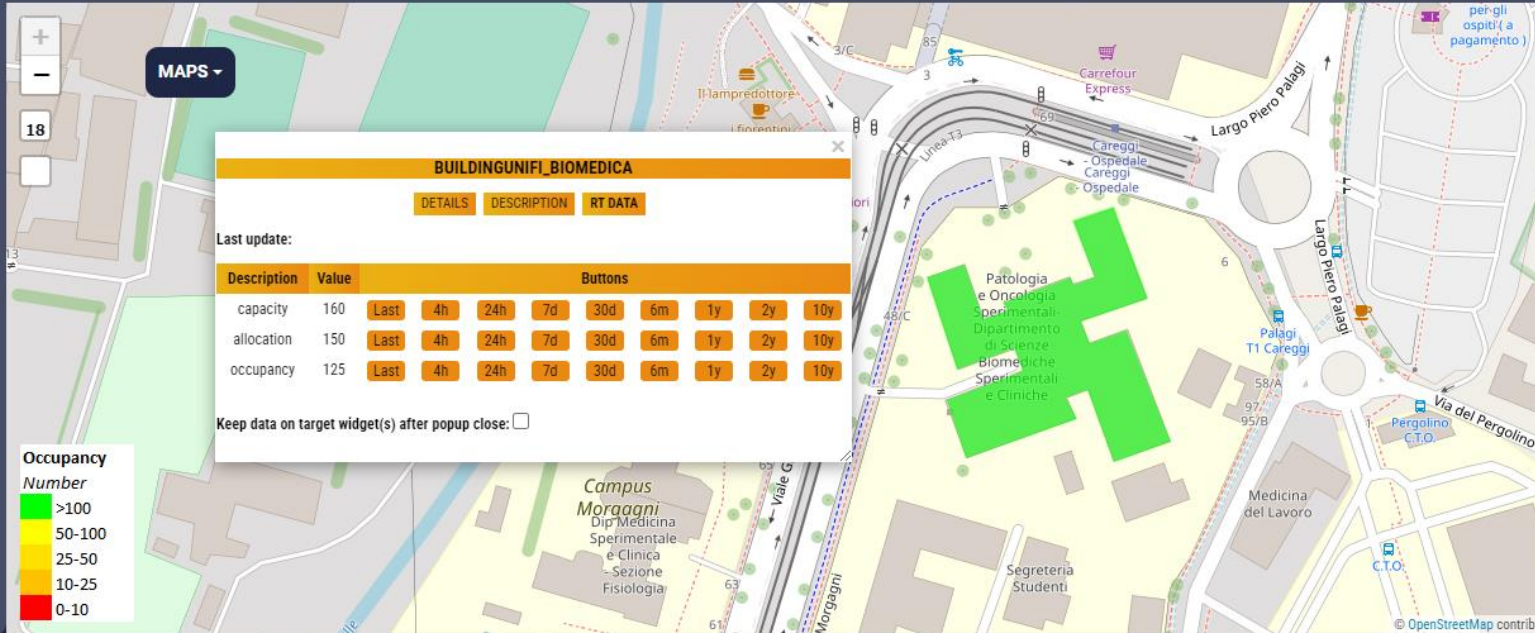 +
−
18
MAPS
BUILDINGUNIFI_BIOMEDICA
×
DETAILS DESCRIPTION RT DATA
Last update:
Description Value Buttons
capacity 160 Last 4h 24h 7d 30d 6m 1y 2y 10y
allocation 150 Last 4h 24h 7d 30d 6m 1y 2y 10y
occupancy 125 Last 4h 24h 7d 30d 6m 1y 2y 10y
Keep data on target widget(s) after popup close:
Occupancy
Number
>100
50-100
25-50
10-25
0-10
13
3/C
85
3
Il lampredottore
i fiorentini
Carrefour
Express
69
Linea T3
Careggi
- Ospedale
Careggi
- Ospedale
Largo Piero Palagi
per gli
ospiti ( a
pagamento )
Largo Piero Palagi
6
48/C
Patologia
e Oncologia
Sperimentali-
Dipartimento
di Scienze
Biomediche
Sperimentali
e Cliniche
Palagi
T1 Careggi
58/A
97
95/B
1
Pergolino
C.T.O.
Via del Pergolino
Medicina
del Lavoro
C.T.O.
Segreteria
Studenti
Campus
Morgagni
Dip Medicina
Sperimentale
e Clinica
- Sezione
Fisiologia
65
63
61
Viale G
Morgagni
© OpenStreetMap contrib